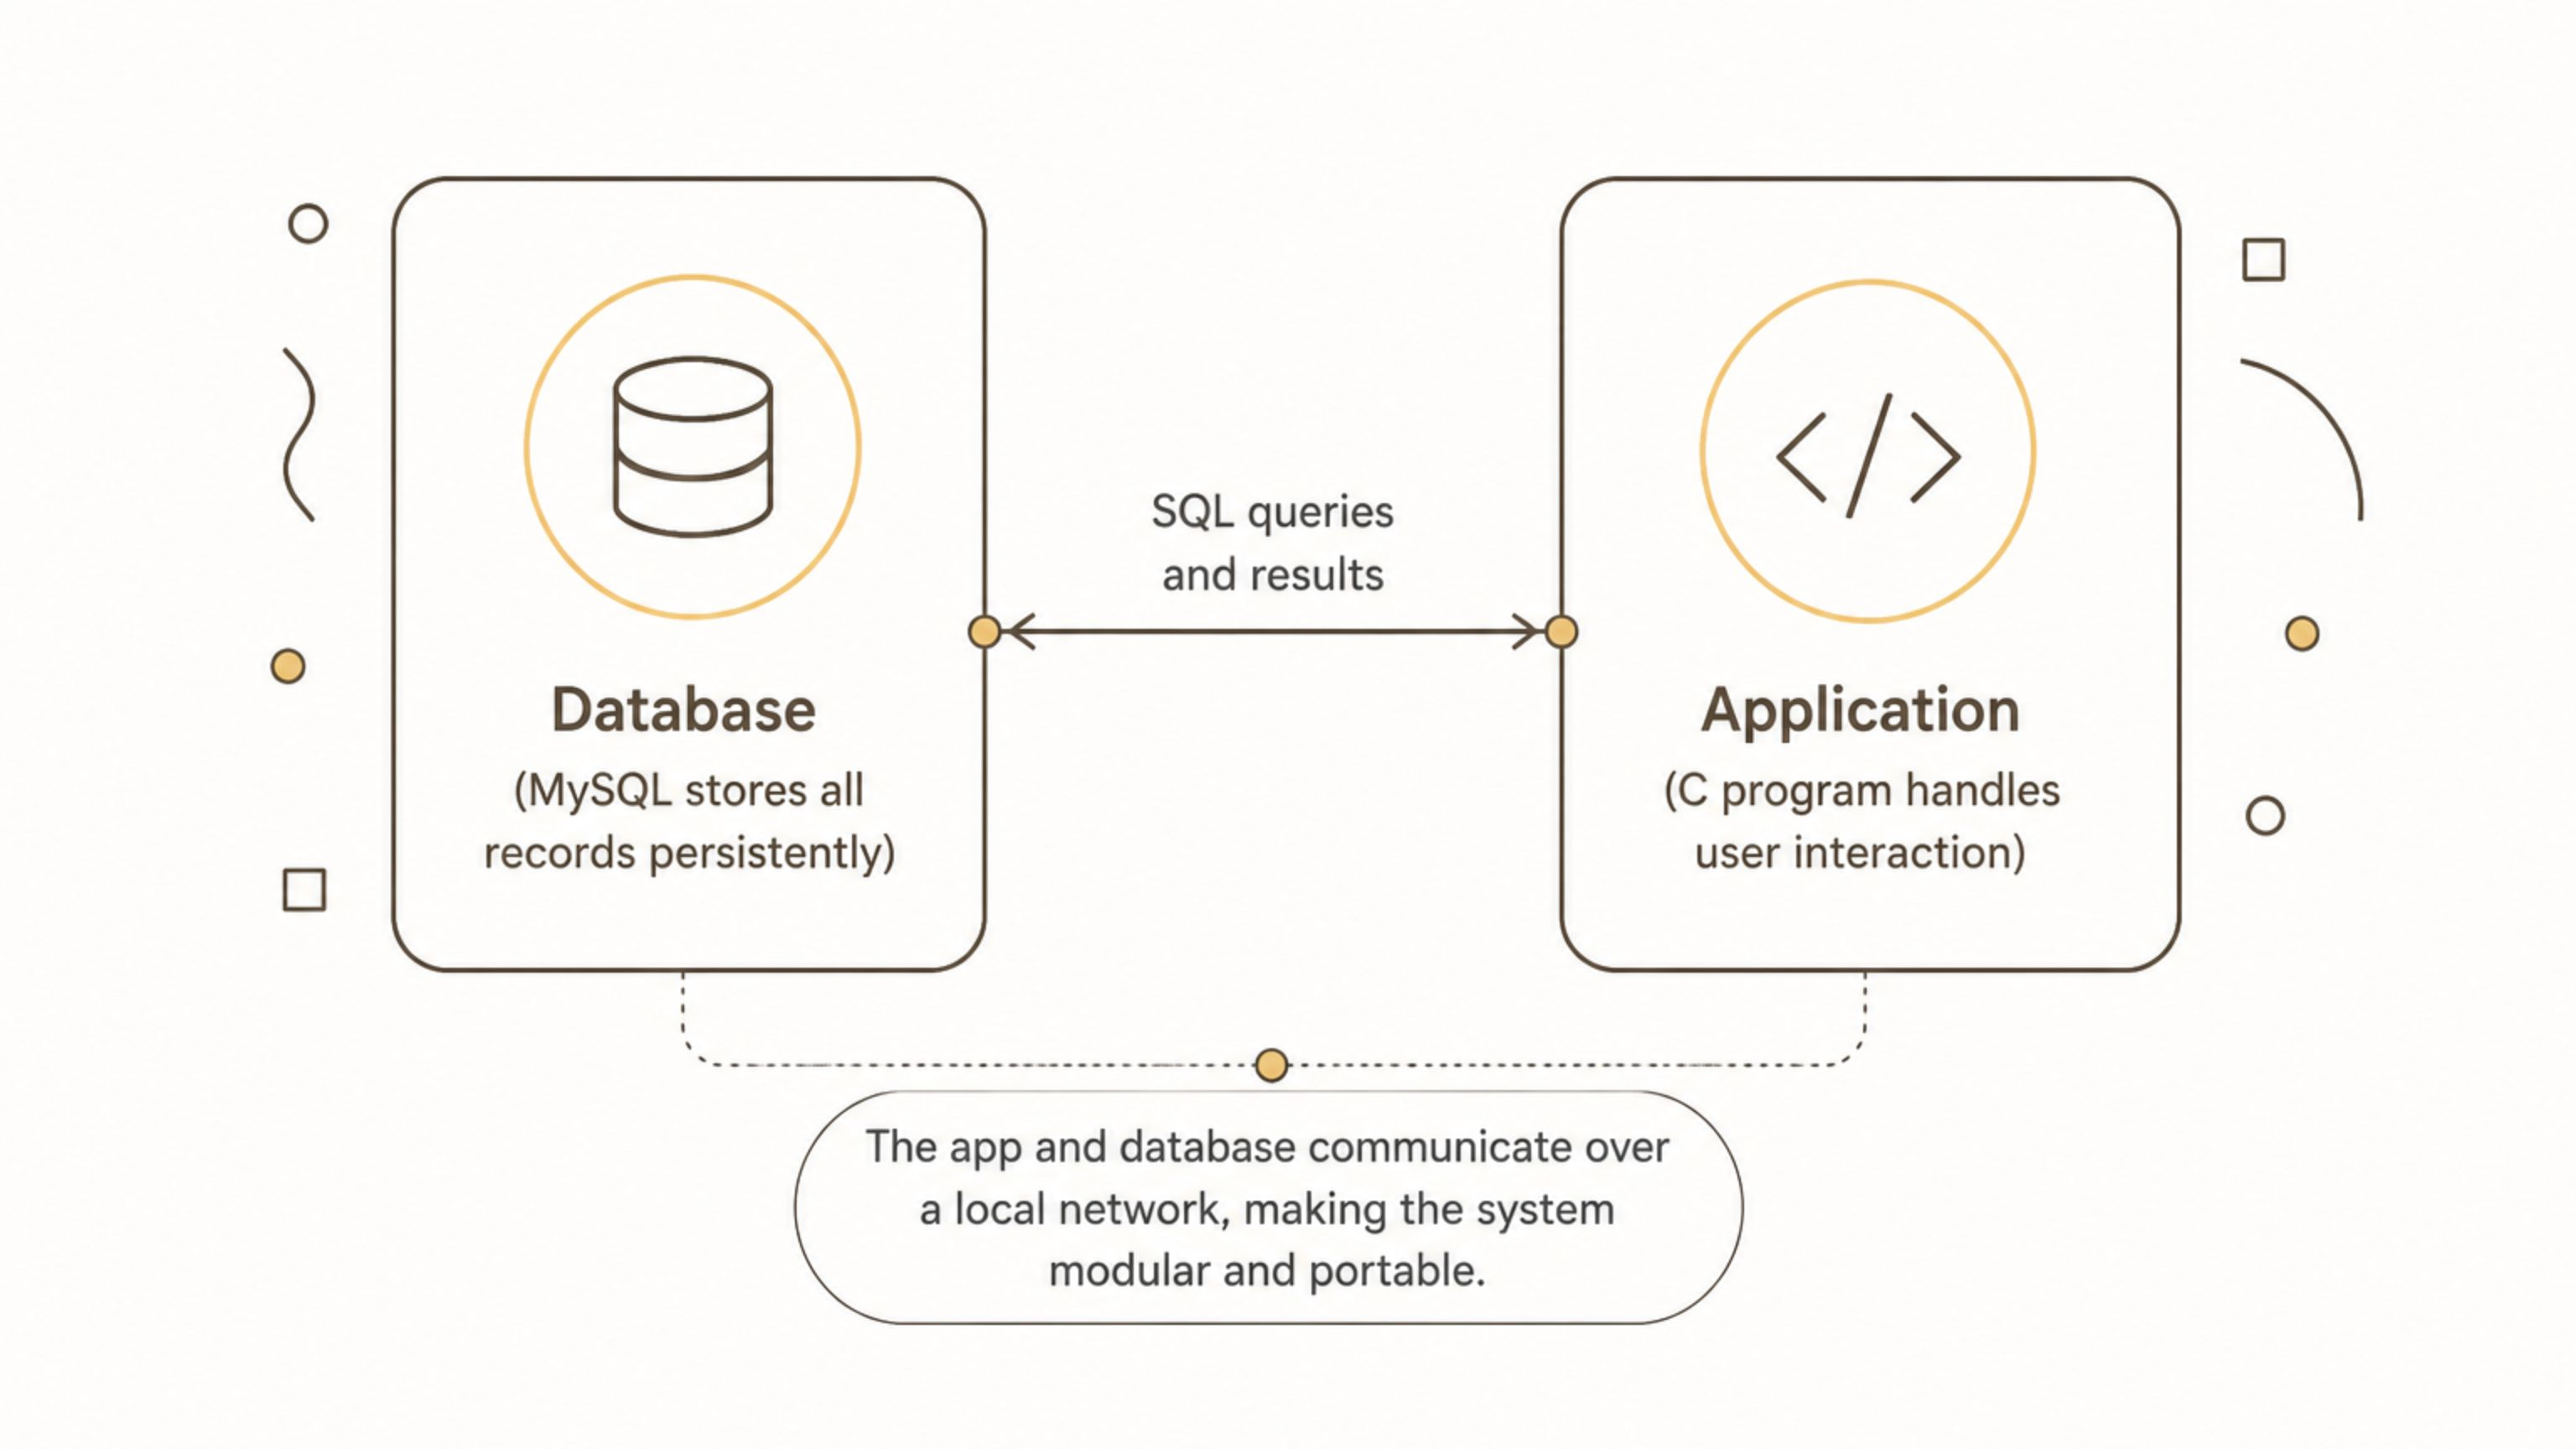 SQL queries
and results
Database
(MySQL stores all
records persistently)
Application
(C program handles
user interaction)
The app and database communicate over
a local network, making the system
modular and portable.